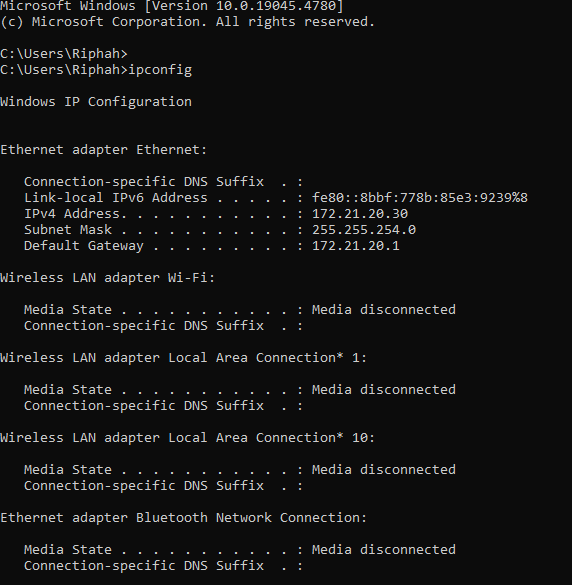 Microsoft Windows [Version 10.0.19045.4780]
(c) Microsoft Corporation. All rights reserved.
C:\Users\Riphah>
C:\Users\Riphah>ipconfig
Windows IP Configuration
Ethernet adapter Ethernet:
   Connection-specific DNS Suffix  . :
   Link-local IPv6 Address . . . . . : fe80::8bbf:778b:85e3:9239%8
   IPv4 Address. . . . . . . . . . . : 172.21.20.30
   Subnet Mask . . . . . . . . . . . : 255.255.254.0
   Default Gateway . . . . . . . . . : 172.21.20.1
Wireless LAN adapter Wi-Fi:
   Media State . . . . . . . . . . . : Media disconnected
   Connection-specific DNS Suffix  . :
Wireless LAN adapter Local Area Connection* 1:
   Media State . . . . . . . . . . . : Media disconnected
   Connection-specific DNS Suffix  . :
Wireless LAN adapter Local Area Connection* 10:
   Media State . . . . . . . . . . . : Media disconnected
   Connection-specific DNS Suffix  . :
Ethernet adapter Bluetooth Network Connection:
   Media State . . . . . . . . . . . : Media disconnected
   Connection-specific DNS Suffix  . :